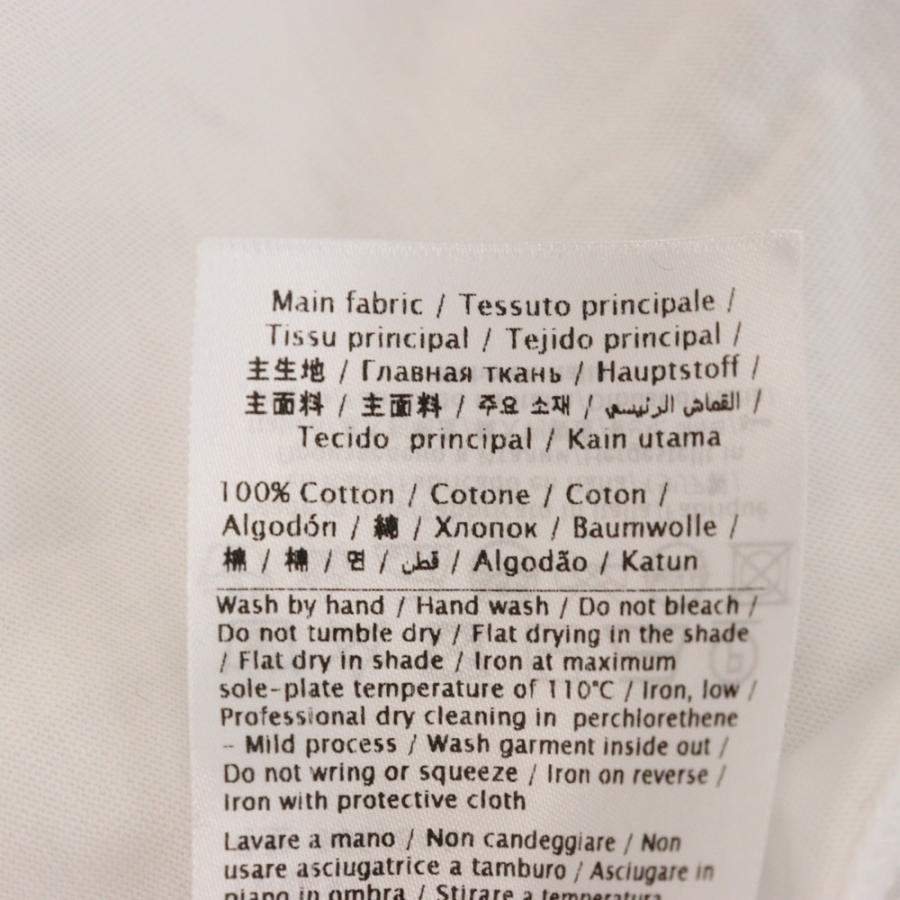 Main fabric / Tessuto principale /
Tissu principal / Tejido principal /
主生地 / Главная ткань / Hauptstoff /
主面料 / 主面料 / 주요 소재 / القماش الرئيسي /
Tecido principal / Kain utama
100% Cotton / Cotone / Coton /
Algodón / 綿 / Хлопок / Baumwolle /
棉 / 棉 / 면 / قطن / Algodão / Katun
Wash by hand / Hand wash / Do not bleach /
Do not tumble dry / Flat drying in the shade
/ Flat dry in shade / Iron at maximum
sole-plate temperature of 110°C / Iron, low /
Professional dry cleaning in perchlorethene
- Mild process / Wash garment inside out /
Do not wring or squeeze / Iron on reverse /
Iron with protective cloth
Lavare a mano / Non candeggiare / Non
usare asciugatrice a tamburo / Asciugare in
piano in ombra / Stirare a temperatura